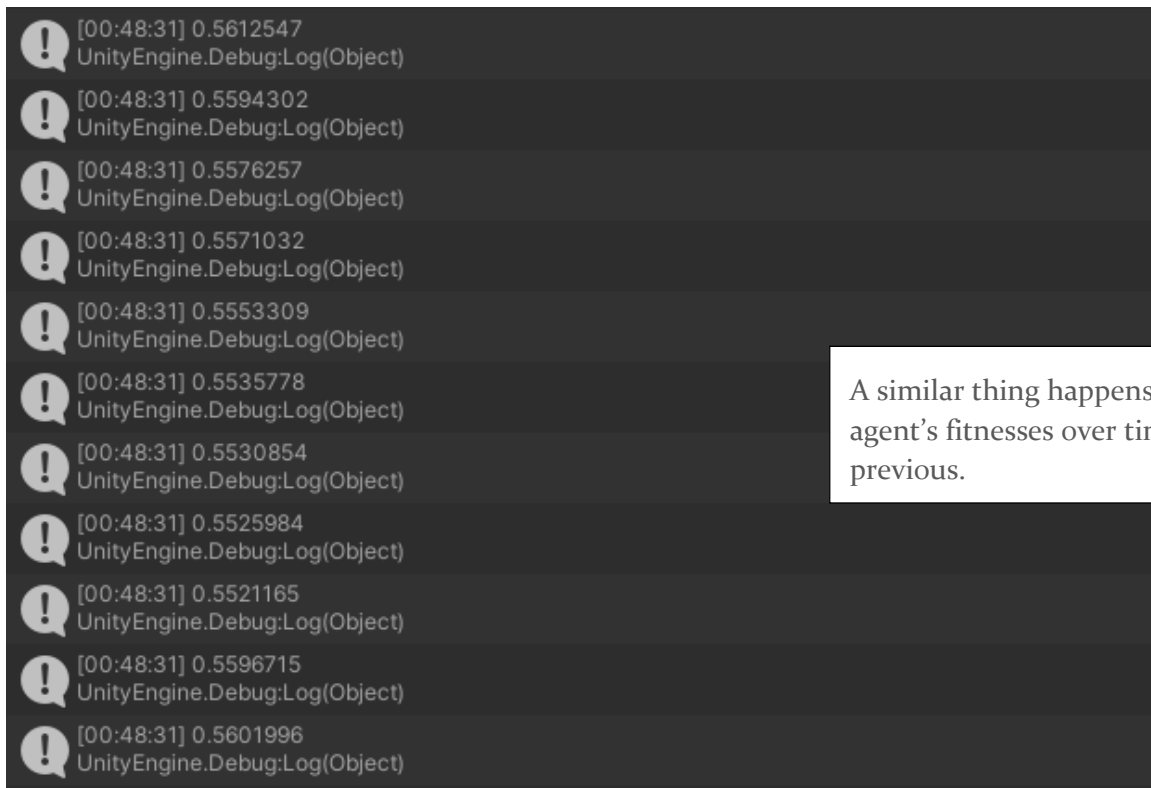 [00:48:31] 0.5612547
UnityEngine.Debug:Log(Object)
[00:48:31] 0.5594302
UnityEngine.Debug:Log(Object)
[00:48:31] 0.5576257
UnityEngine.Debug:Log(Object)
[00:48:31] 0.5571032
UnityEngine.Debug:Log(Object)
[00:48:31] 0.5553309
UnityEngine.Debug:Log(Object)
[00:48:31] 0.5535778
UnityEngine.Debug:Log(Object)
[00:48:31] 0.5530854
UnityEngine.Debug:Log(Object)
[00:48:31] 0.5525984
UnityEngine.Debug:Log(Object)
[00:48:31] 0.5521165
UnityEngine.Debug:Log(Object)
[00:48:31] 0.5596715
UnityEngine.Debug:Log(Object)
[00:48:31] 0.5601996
UnityEngine.Debug:Log(Object)
A similar thing happens
agent’s fitnesses over
previous.